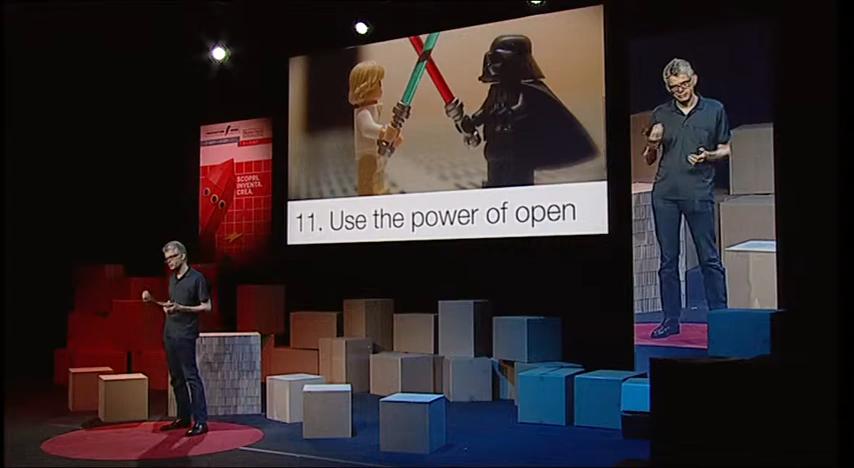 11. Use the power of open
SCOPRI,
INVENTA,
CREA.